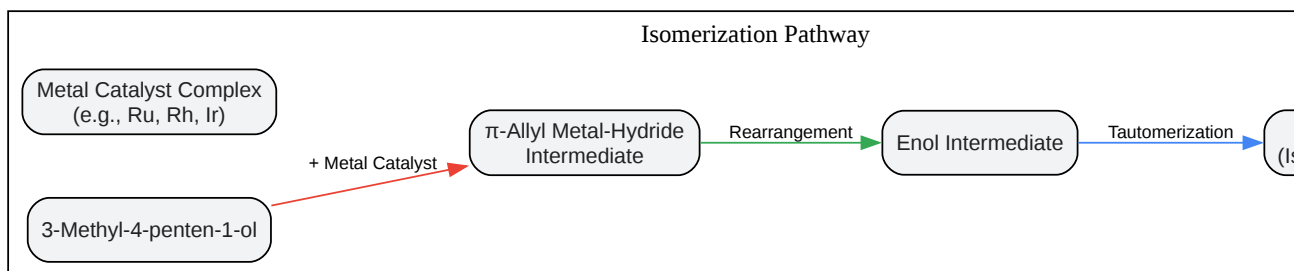 Isomerization Pathway
Metal Catalyst Complex
(e.g., Ru, Rh, Ir)
+ Metal Catalyst
3-Methyl-4-penten-1-ol
π-Allyl Metal-Hydride
Intermediate
Rearrangement
Enol Intermediate
Tautomerization